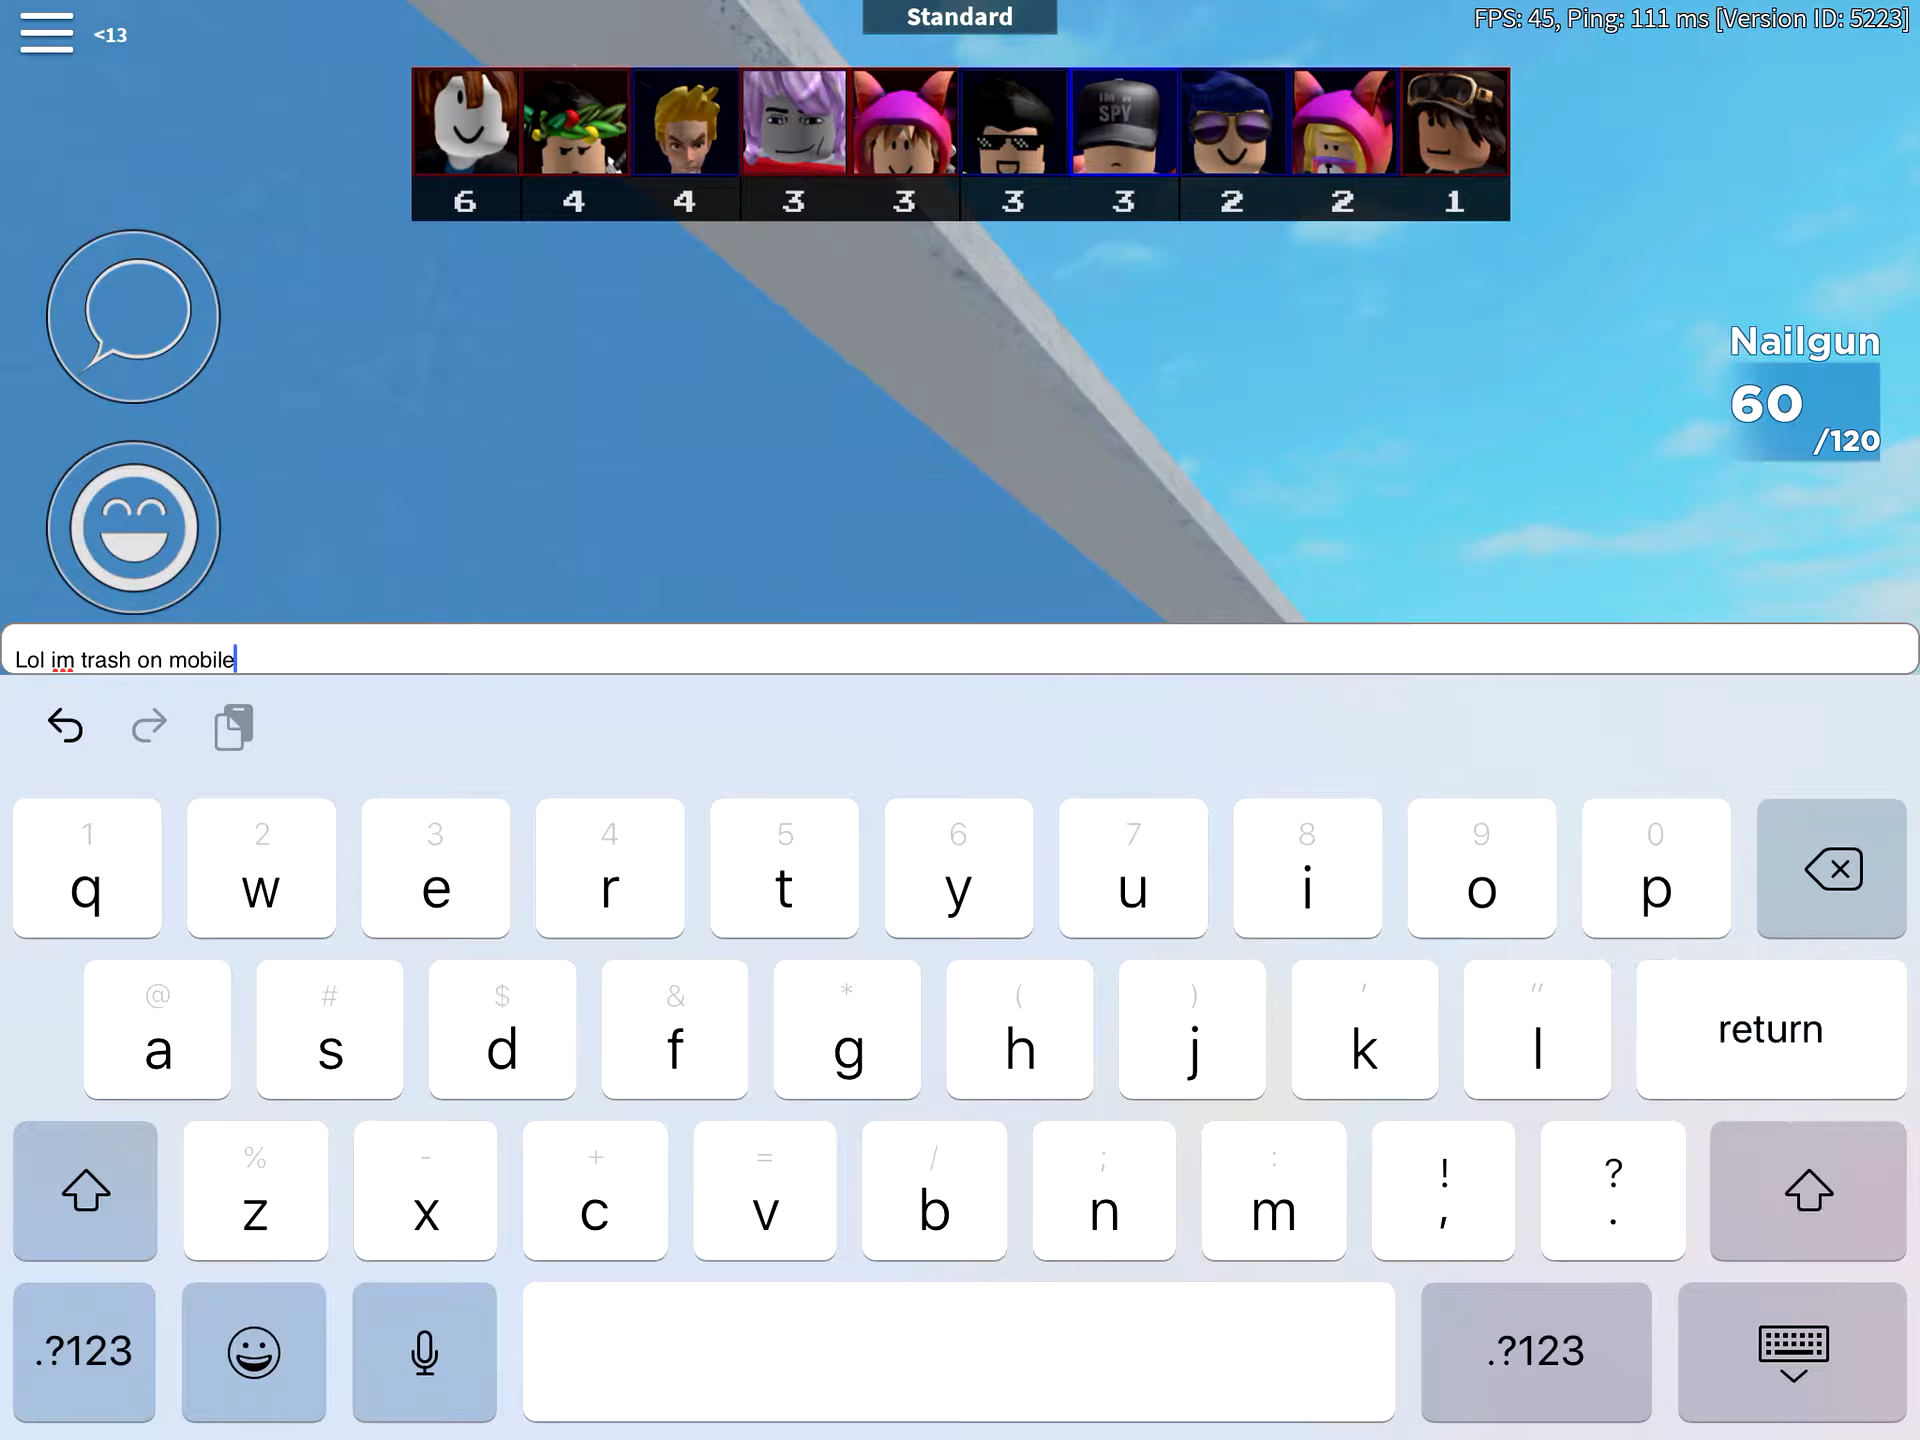 Standard
<13
FPS: 45, Ping: 111 ms [Version ID: 5223]
IM A
SPY
6 4 4 3 3 3 3 2 2 1
Nailgun
60
/120
Lol im trash on mobile
1 2 3 4 5 6 7 8 9 0
q w e r t y u i o p
@ # $ & * ( ) ' "
a s d f g h j k l return
% - + = / ; : ! ?
z x c v b n m , .
.?123 .?123